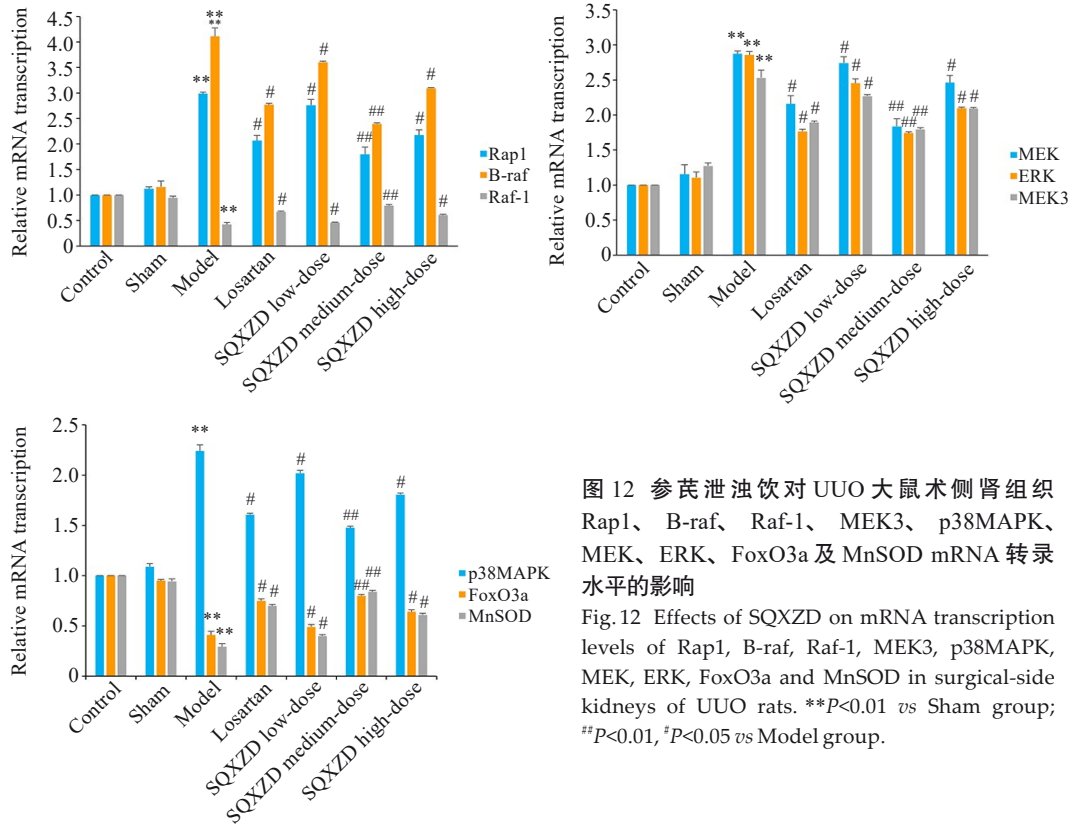 Relative mRNA transcription
4.5
4.0
3.5
3.0
2.5
2.0
1.5
1.0
0.5
0
** ** ** **
# # # # ## ## ## # # #
Control
Sham
Model
Losartan
SQXZD low-dose
SQXZD medium-dose
SQXZD high-dose
Rap1
B-raf
Raf-1
Relative mRNA transcription
3.5
3.0
2.5
2.0
1.5
1.0
0.5
0
** ** **
# # # # # # ## ## ## # # #
Control
Sham
Model
Losartan
SQXZD low-dose
SQXZD medium-dose
SQXZD high-dose
MEK
ERK
MEK3
Relative mRNA transcription
2.5
2.0
1.5
1.0
0.5
0
** ** **
# # # # # # ## ## ## # # #
Control
Sham
Model
Losartan
SQXZD low-dose
SQXZD medium-dose
SQXZD high-dose
p38MAPK
FoxO3a
MnSOD
图 12 参芪泄浊饮对 UUO 大鼠术侧肾组织
Rap1、 B-raf、 Raf-1、 MEK3、 p38MAPK、
MEK、ERK、FoxO3a 及 MnSOD mRNA 转录
水平的影响
Fig. 12 Effects of SQXZD on mRNA transcription
levels of Rap1, B-raf, Raf-1, MEK3, p38MAPK,
MEK, ERK, FoxO3a and MnSOD in surgical-side
kidneys of UUO rats. **P<0.01 vs Sham group;
##P<0.01, #P<0.05 vs Model group.